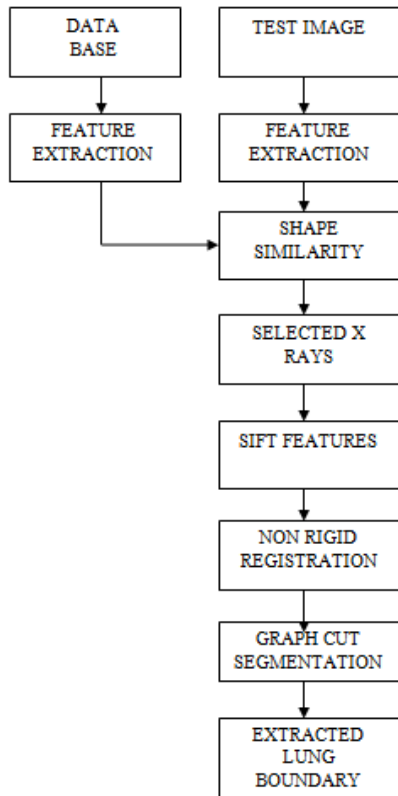 DATA
BASE
TEST IMAGE
FEATURE
EXTRACTION
FEATURE
EXTRACTION
SHAPE
SIMILARITY
SELECTED X
RAYS
SIFT FEATURES
NON RIGID
REGISTRATION
GRAPH CUT
SEGMENTATION
EXTRACTED
LUNG
BOUNDARY